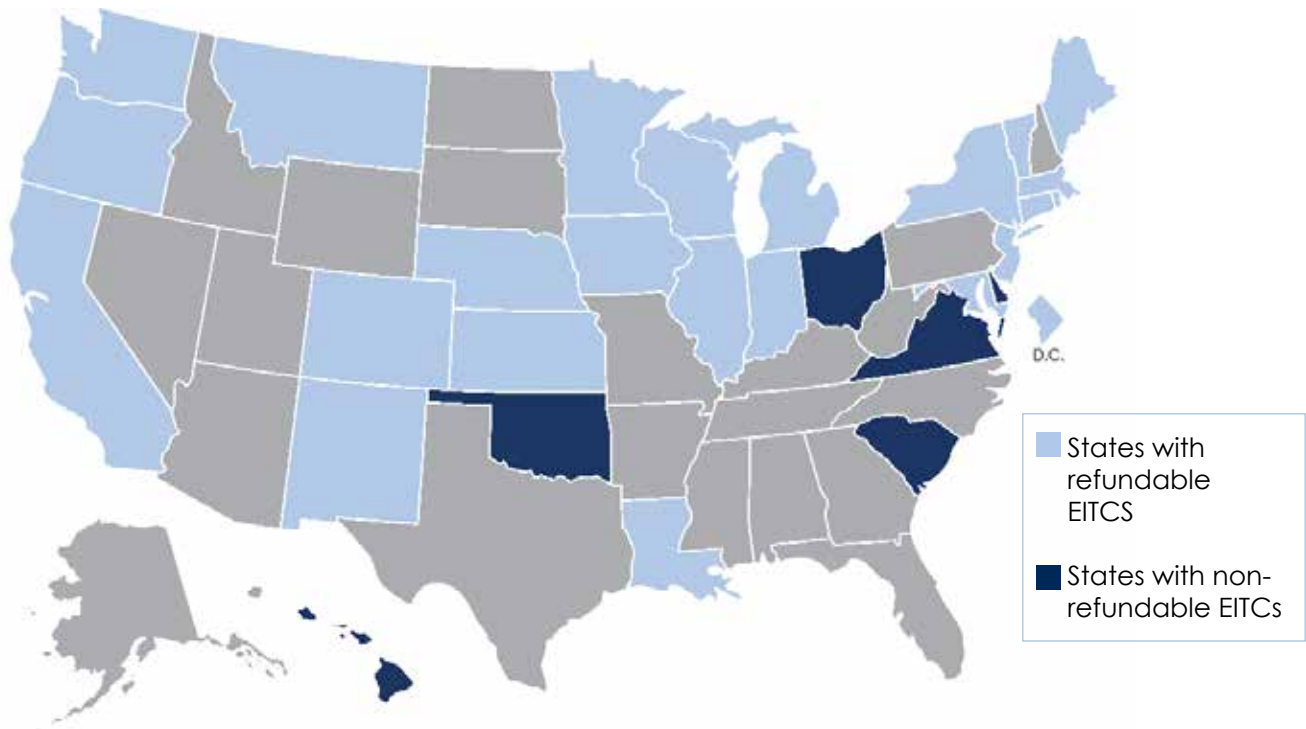 D.C.
States with
refundable
EITCS
States with non-
refundable EITCs